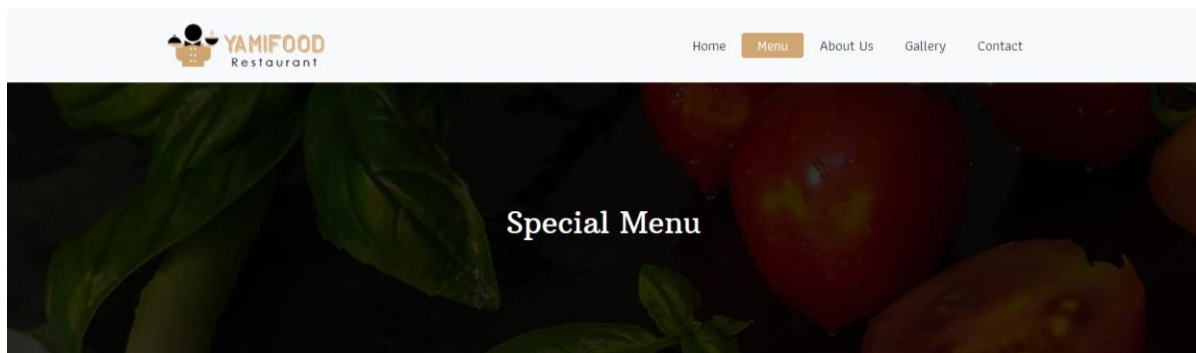 YAMIFOOD
Restaurant
Home Menu About Us Gallery Contact
Special Menu